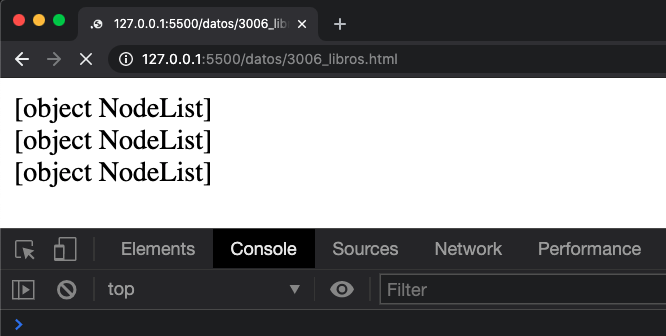 127.0.0.1:5500/datos/3006_lib
127.0.0.1:5500/datos/3006_libros.html
[object NodeList]
[object NodeList]
[object NodeList]
Elements Console Sources Network Performance
top Filter